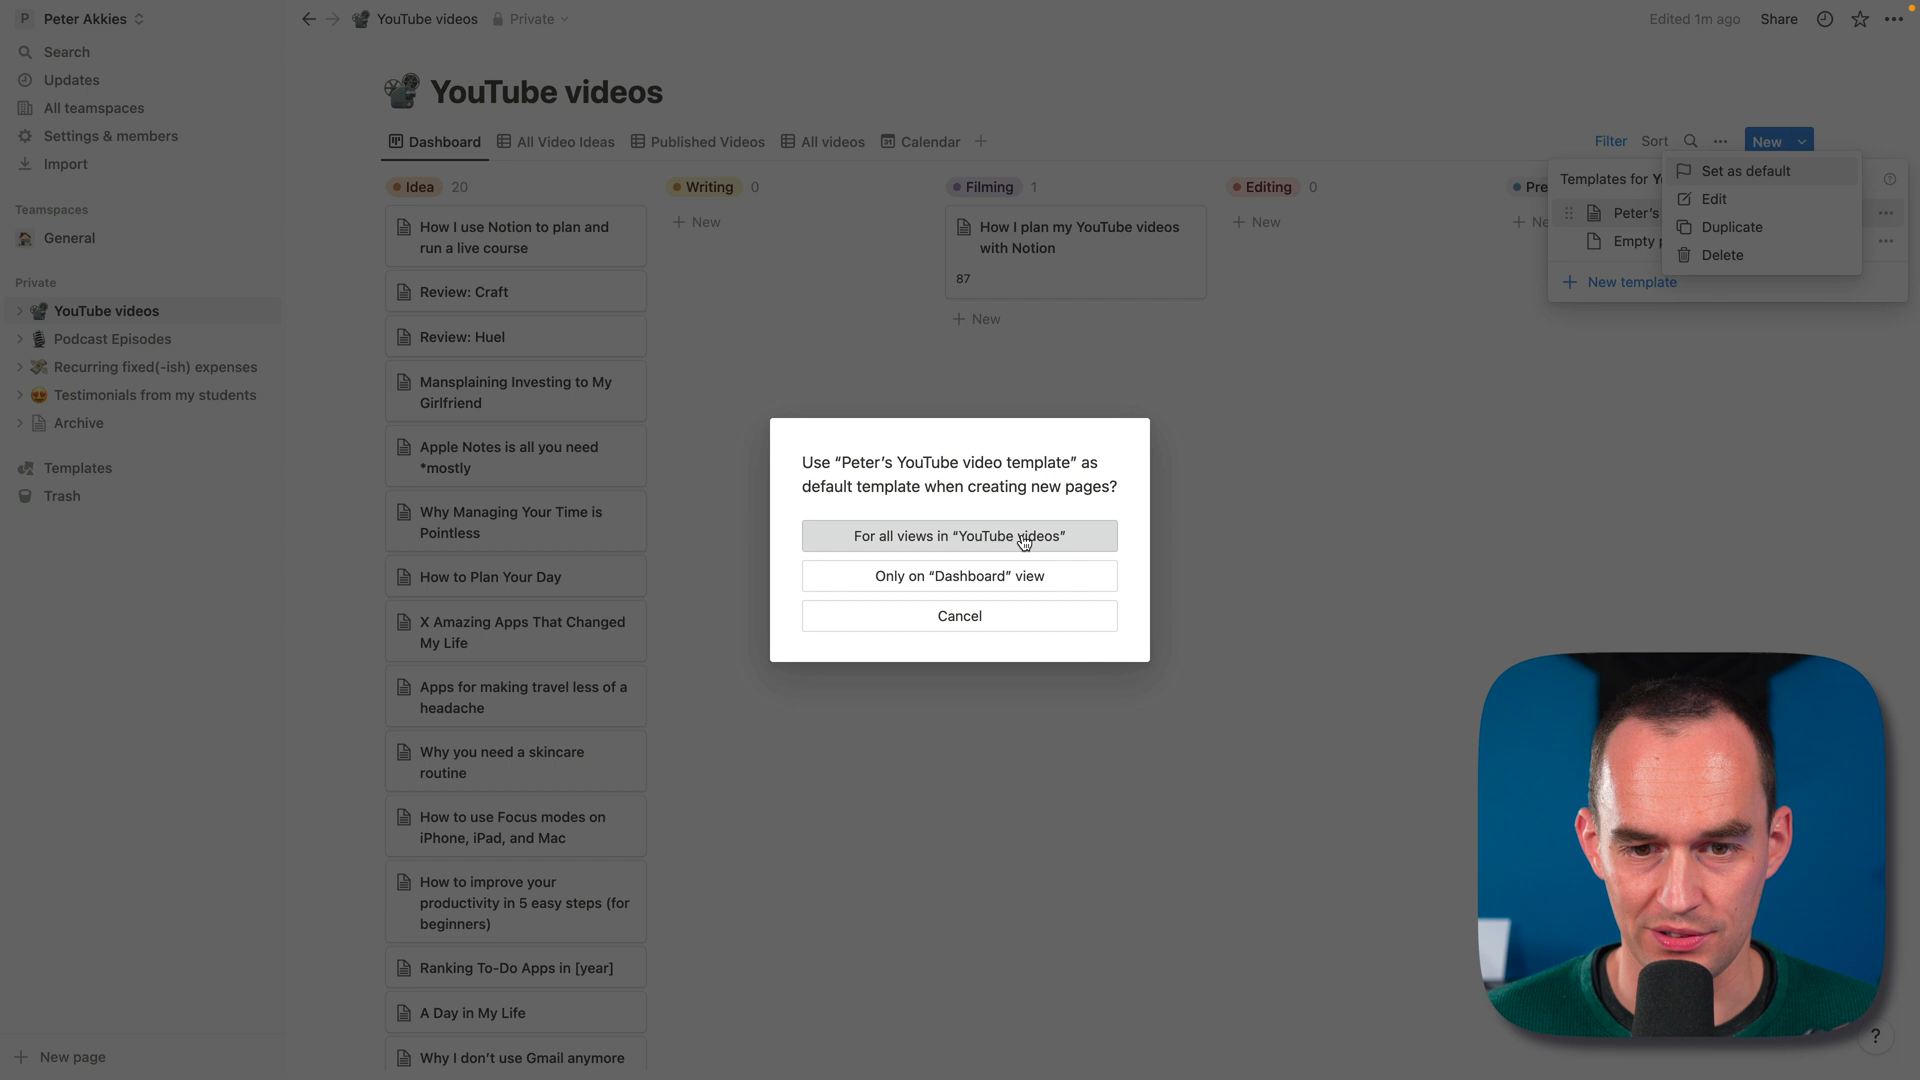 P Peter Akkies
Search
Updates
All teamspaces
Settings & members
Import
Teamspaces
General
Private
YouTube videos
Podcast Episodes
Recurring fixed(-ish) expenses
Testimonials from my students
Archive
Templates
Trash
New page
YouTube videos Private
Edited 1m ago Share
YouTube videos
Dashboard All Video Ideas Published Videos All videos Calendar
Filter Sort New
Idea 20
How I use Notion to plan and
run a live course
Review: Craft
Review: Huel
Mansplaining Investing to My
Girlfriend
Apple Notes is all you need
*mostly
Why Managing Your Time is
Pointless
How to Plan Your Day
X Amazing Apps That Changed
My Life
Apps for making travel less of a
headache
Why you need a skincare
routine
How to use Focus modes on
iPhone, iPad, and Mac
How to improve your
productivity in 5 easy steps (for
beginners)
Ranking To-Do Apps in [year]
A Day in My Life
Why I don't use Gmail anymore
Writing 0
+ New
Filming 1
How I plan my YouTube videos
with Notion
87
+ New
Editing 0
+ New
Pre
+ Ne
Templates for Y
Peter's
Empty p
+ New template
Set as default
Edit
Duplicate
Delete
Use “Peter’s YouTube video template” as
default template when creating new pages?
For all views in “YouTube videos”
Only on “Dashboard” view
Cancel
?